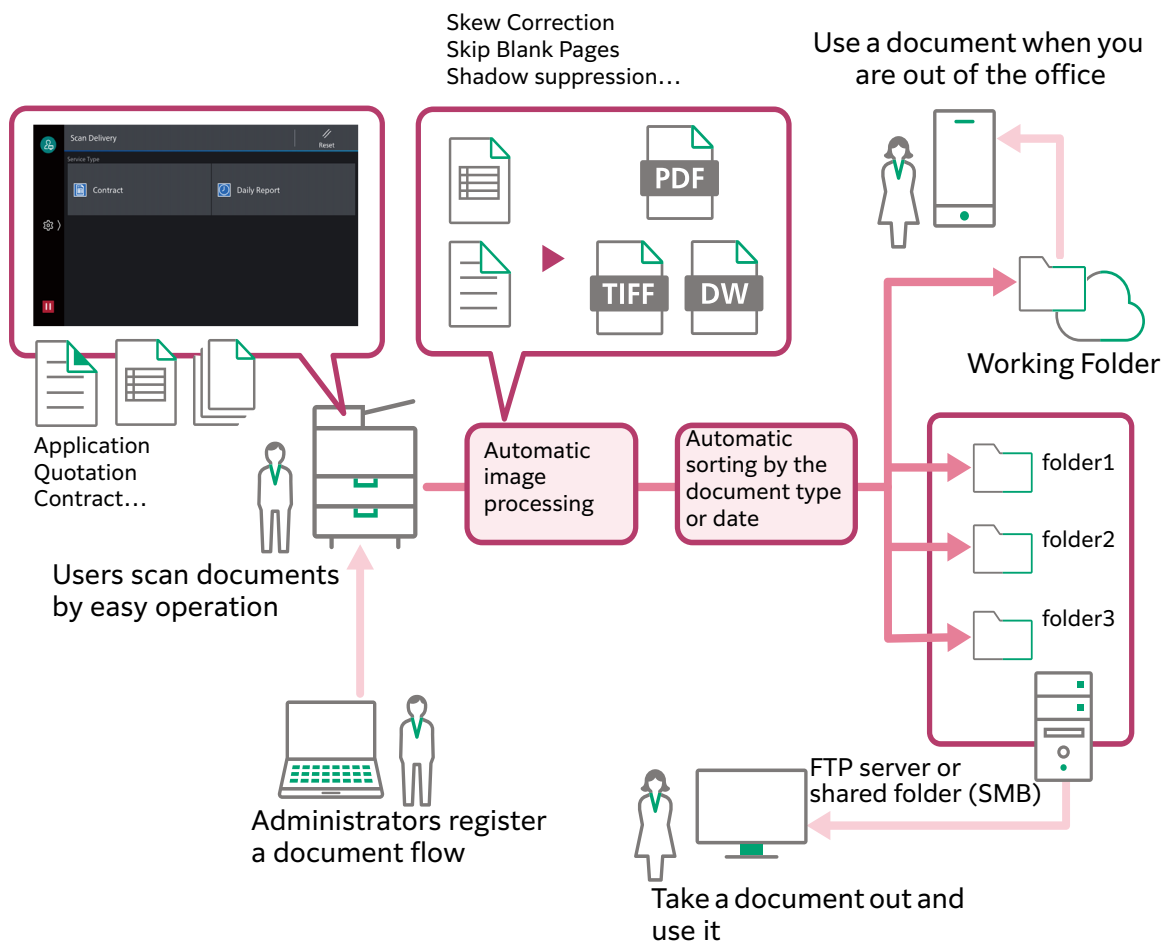 Skew Correction
Skip Blank Pages
Shadow suppression…
Use a document when you
are out of the office
Scan Delivery
Reset
Service Type
Contract
Daily Report
PDF
TIFF
DW
Working Folder
Application
Quotation
Contract…
Automatic
image
processing
Automatic
sorting by the
document type
or date
folder1
folder2
folder3
Users scan documents
by easy operation
Administrators register
a document flow
FTP server or
shared folder (SMB)
Take a document out and
use it